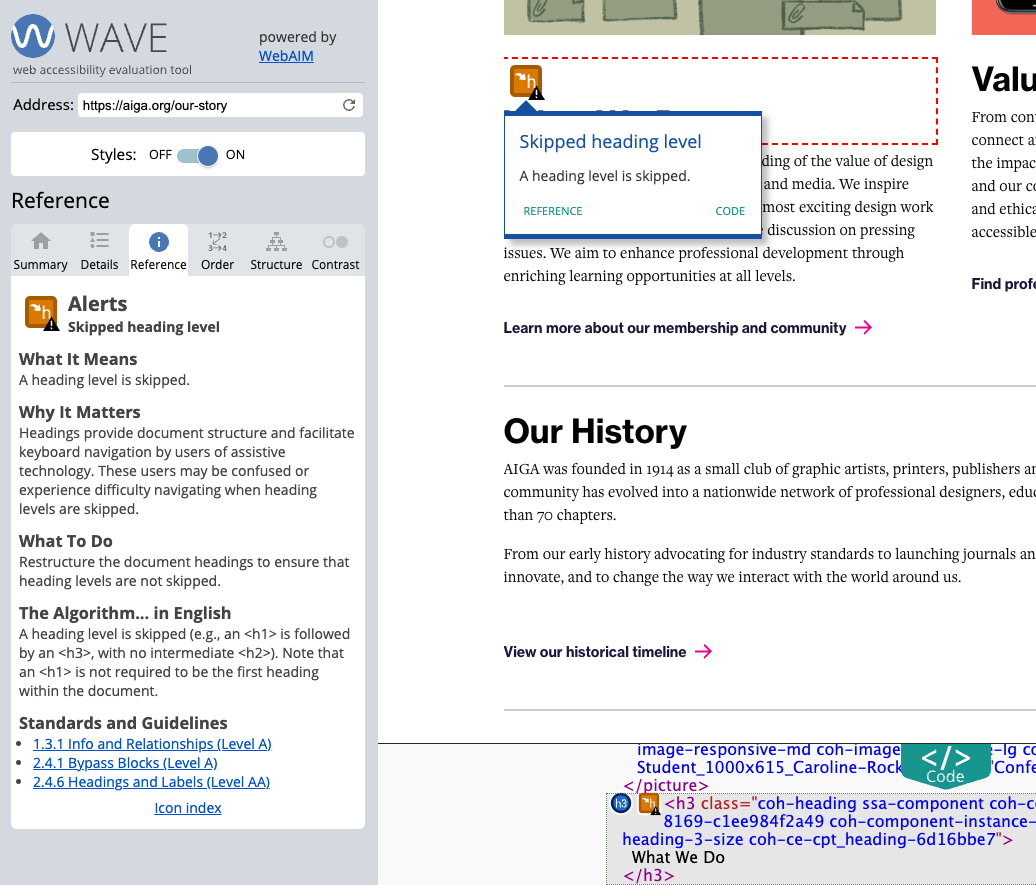 WAVE
powered by
WebAIM
web accessibility evaluation tool
Address: https://aiga.org/our-story
Styles: OFF ON
Reference
Summary Details Reference Order Structure Contrast
Alerts
Skipped heading level
What It Means
A heading level is skipped.
Why It Matters
Headings provide document structure and facilitate
keyboard navigation by users of assistive
technology. These users may be confused or
experience difficulty navigating when heading
levels are skipped.
What To Do
Restructure the document headings to ensure that
heading levels are not skipped.
The Algorithm... in English
A heading level is skipped (e.g., an <h1> is followed
by an <h3>, with no intermediate <h2>). Note that
an <h1> is not required to be the first heading
within the document.
Standards and Guidelines
1.3.1 Info and Relationships (Level A)
2.4.1 Bypass Blocks (Level A)
2.4.6 Headings and Labels (Level AA)
Icon index
h
Skipped heading level
A heading level is skipped.
REFERENCE CODE
ding of the value of design
and media. We inspire
most exciting design work
discussion on pressing
issues. We aim to enhance professional development through
enriching learning opportunities at all levels.
Learn more about our membership and community
Valu
From con
connect a
the impac
and our co
and ethica
accessible
Find profe
Our History
AIGA was founded in 1914 as a small club of graphic artists, printers, publishers an
community has evolved into a nationwide network of professional designers, educ
than 70 chapters.
From our early history advocating for industry standards to launching journals an
innovate, and to change the way we interact with the world around us.
View our historical timeline
</> Code
image-responsive-md coh-image e-lg co
Student_1000x615_Caroline-Rock "Confe
</picture>
h3 h <h3 class="coh-heading ssa-component coh-co
8169-c1ee984f2a49 coh-component-instance-
heading-3-size coh-ce-cpt_heading-6d16bbe7">
What We Do
</h3>